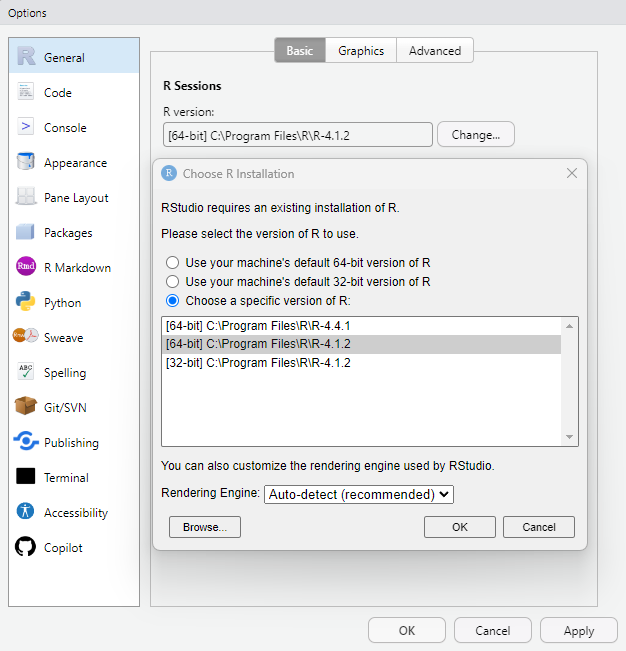 Options
General
Code
Console
Appearance
Pane Layout
Packages
R Markdown
Python
Sweave
Spelling
Git/SVN
Publishing
Terminal
Accessibility
Copilot
Basic Graphics Advanced
R Sessions
R version:
[64-bit] C:\Program Files\R\R-4.1.2 Change...
R Choose R Installation
RStudio requires an existing installation of R.
Please select the version of R to use.
Use your machine's default 64-bit version of R
Use your machine's default 32-bit version of R
Choose a specific version of R:
[64-bit] C:\Program Files\R\R-4.4.1
[64-bit] C:\Program Files\R\R-4.1.2
[32-bit] C:\Program Files\R\R-4.1.2
You can also customize the rendering engine used by RStudio.
Rendering Engine: Auto-detect (recommended)
Browse... OK Cancel
OK Cancel Apply